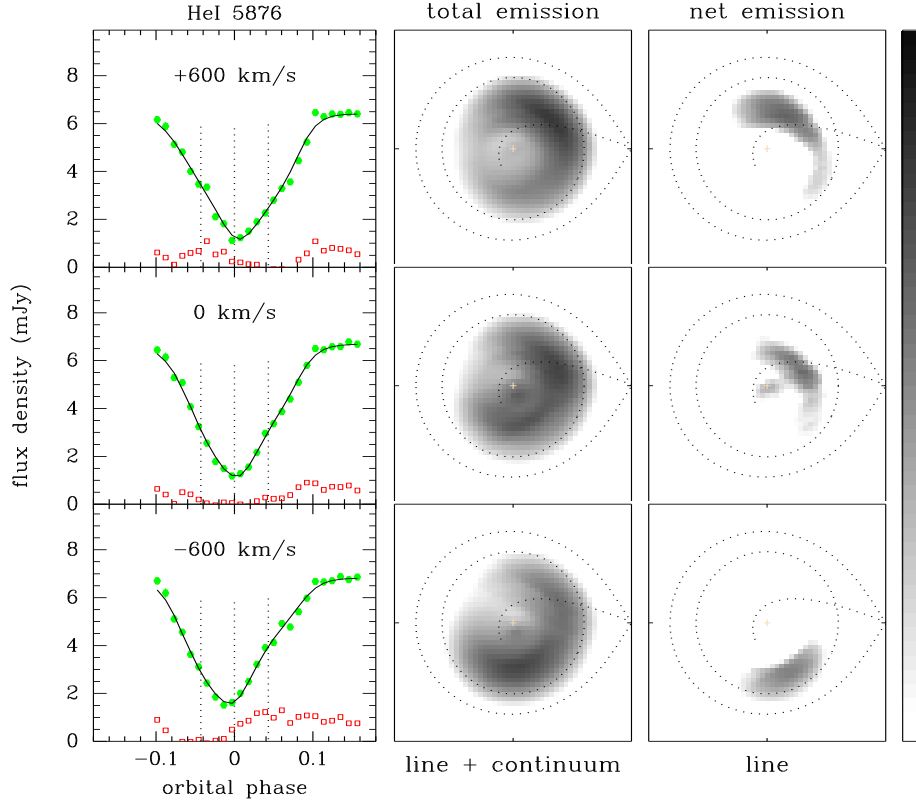 HeI 5876
total emission
net emission
+600 km/s
8
6
4
2
0
0 km/s
8
6
4
2
0
flux density (mJy)
−600 km/s
8
6
4
2
0
−0.1 0 0.1
orbital phase
line + continuum
line